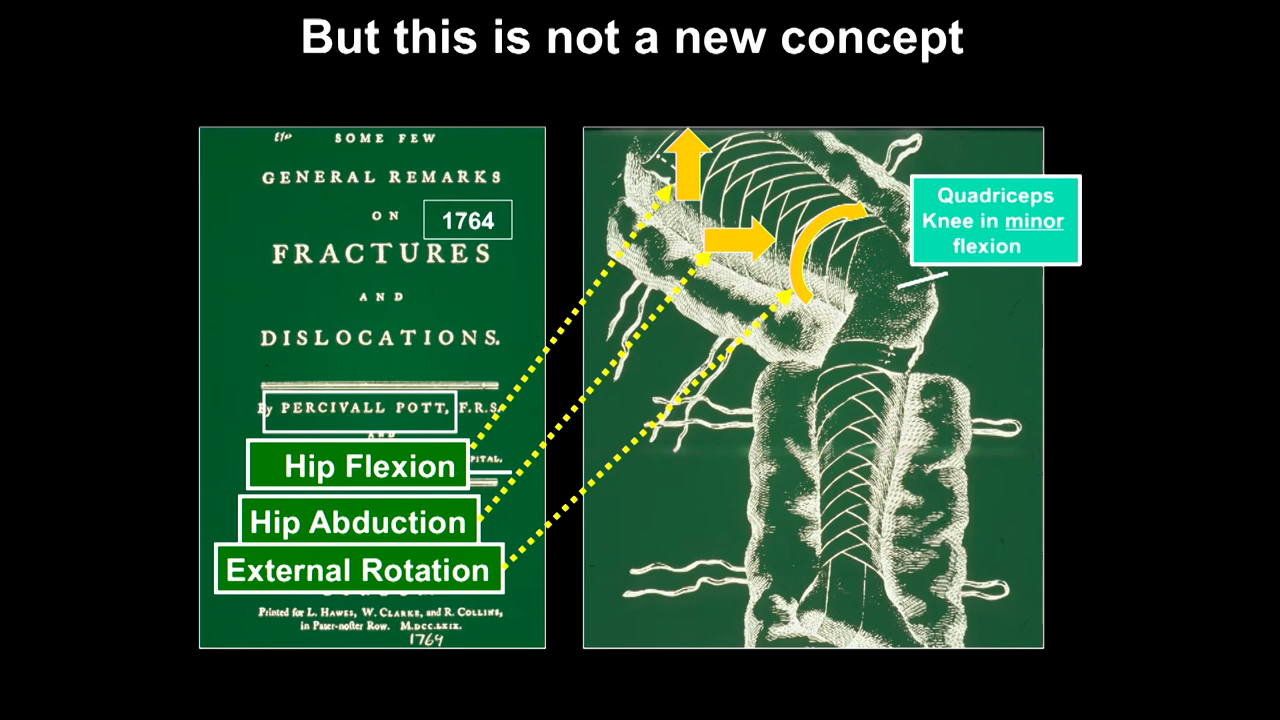 But this is not a new concept
SOME FEW
GENERAL REMARKS
ON
1764
FRACTURES
AND
DISLOCATIONS.
By PERCIVALL POTT, F.R.S.
AND
PITAL.
Hip Flexion
Hip Abduction
External Rotation
Printed for L. HAWES, W. CLARKE, and R. COLLINS,
in Pater-noster Row. M.DCC.LXIX.
1769
Quadriceps
Knee in minor
flexion